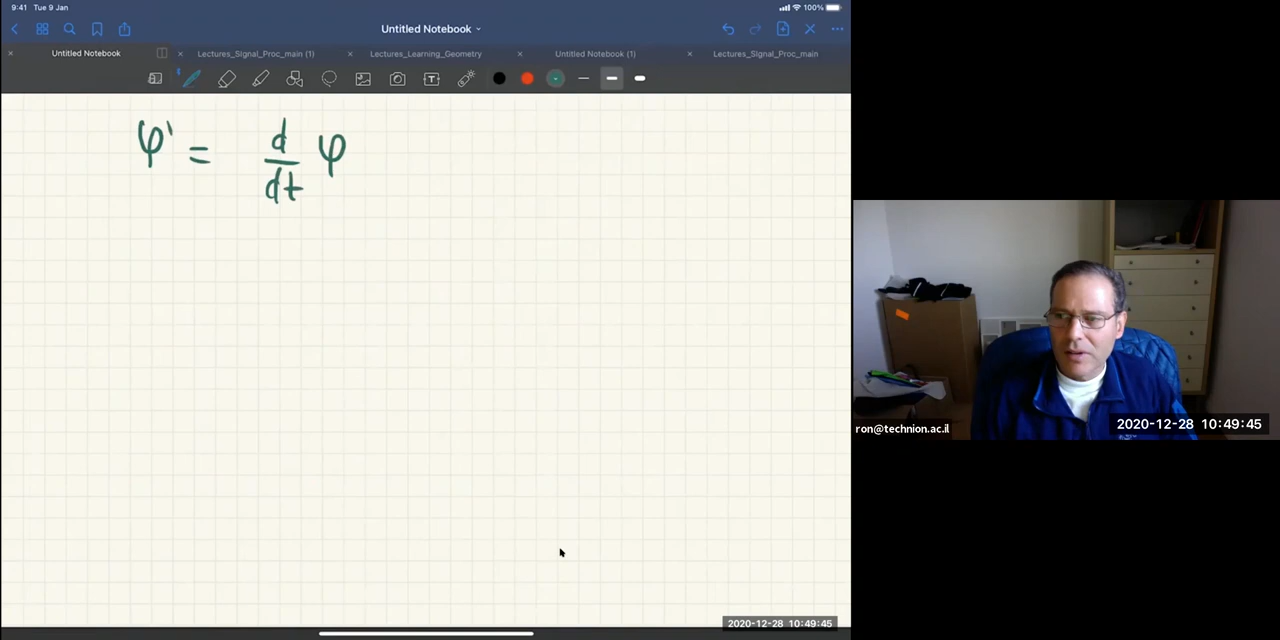 9:41 Tue 9 Jan
100%
Untitled Notebook
Untitled Notebook
Lectures_Signal_Proc_main (1)
Lectures_Learning_Geometry
Untitled Notebook (1)
Lectures_SIgnal_Proc_main
T
φ' = d/dt φ
ron@technion.ac.il
2020-12-28 10:49:45
2020-12-28 10:49:45